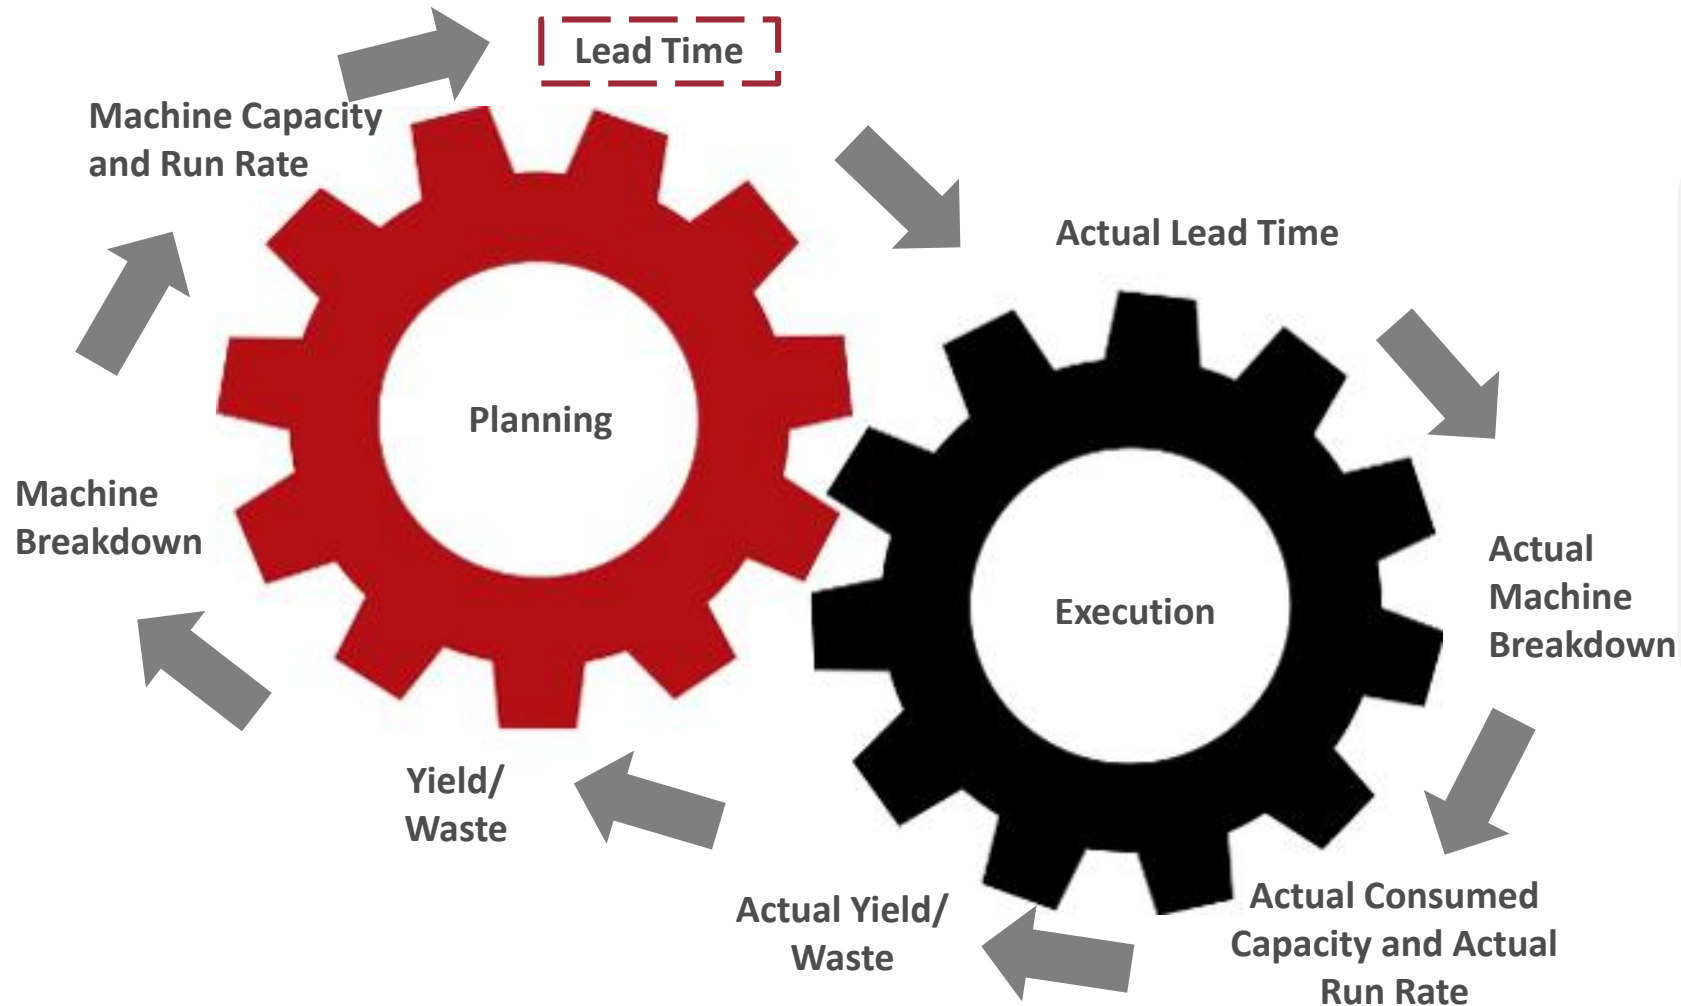 Lead Time
Machine Capacity
and Run Rate
Actual Lead Time
Planning
Machine
Breakdown
Actual
Machine
Breakdown
Execution
Yield/
Waste
Actual Yield/
Waste
Actual Consumed
Capacity and Actual
Run Rate